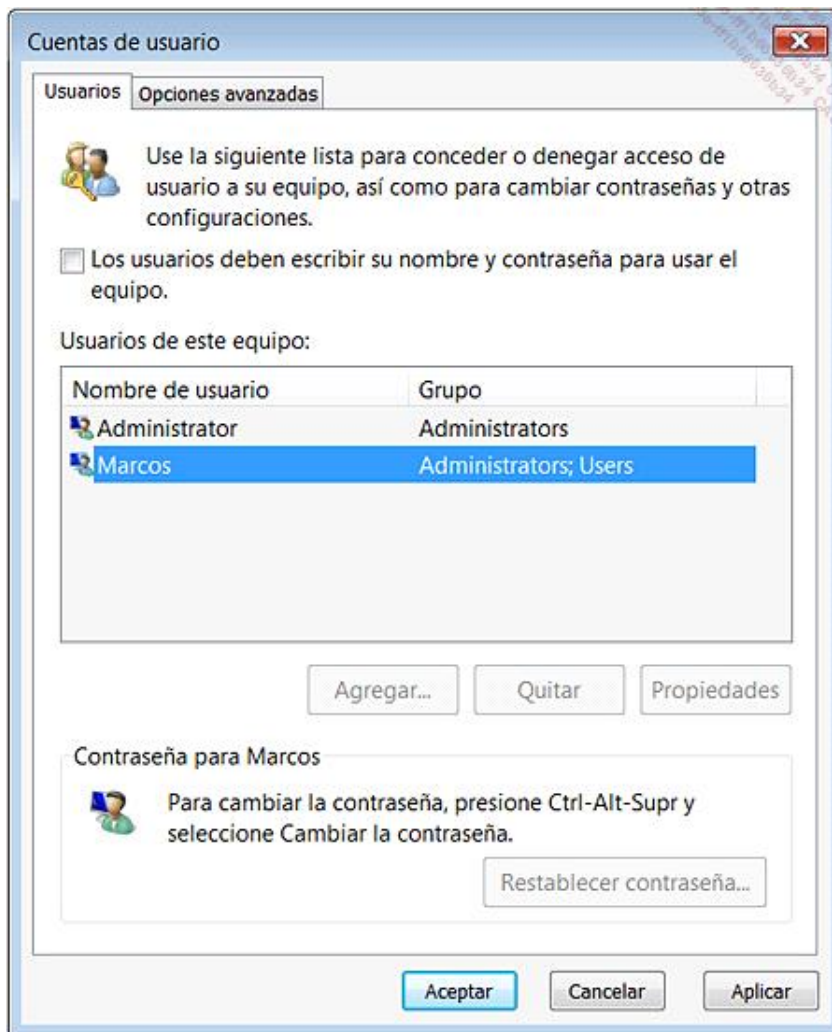 Cuentas de usuario
Usuarios
Opciones avanzadas
Use la siguiente lista para conceder o denegar acceso de
usuario a su equipo, así como para cambiar contraseñas y otras
configuraciones.
Los usuarios deben escribir su nombre y contraseña para usar el
equipo.
Usuarios de este equipo:
Nombre de usuario Grupo
Administrator Administrators
Marcos Administrators; Users
Agregar... Quitar Propiedades
Contraseña para Marcos
Para cambiar la contraseña, presione Ctrl-Alt-Supr y
seleccione Cambiar la contraseña.
Restablecer contraseña...
Aceptar Cancelar Aplicar